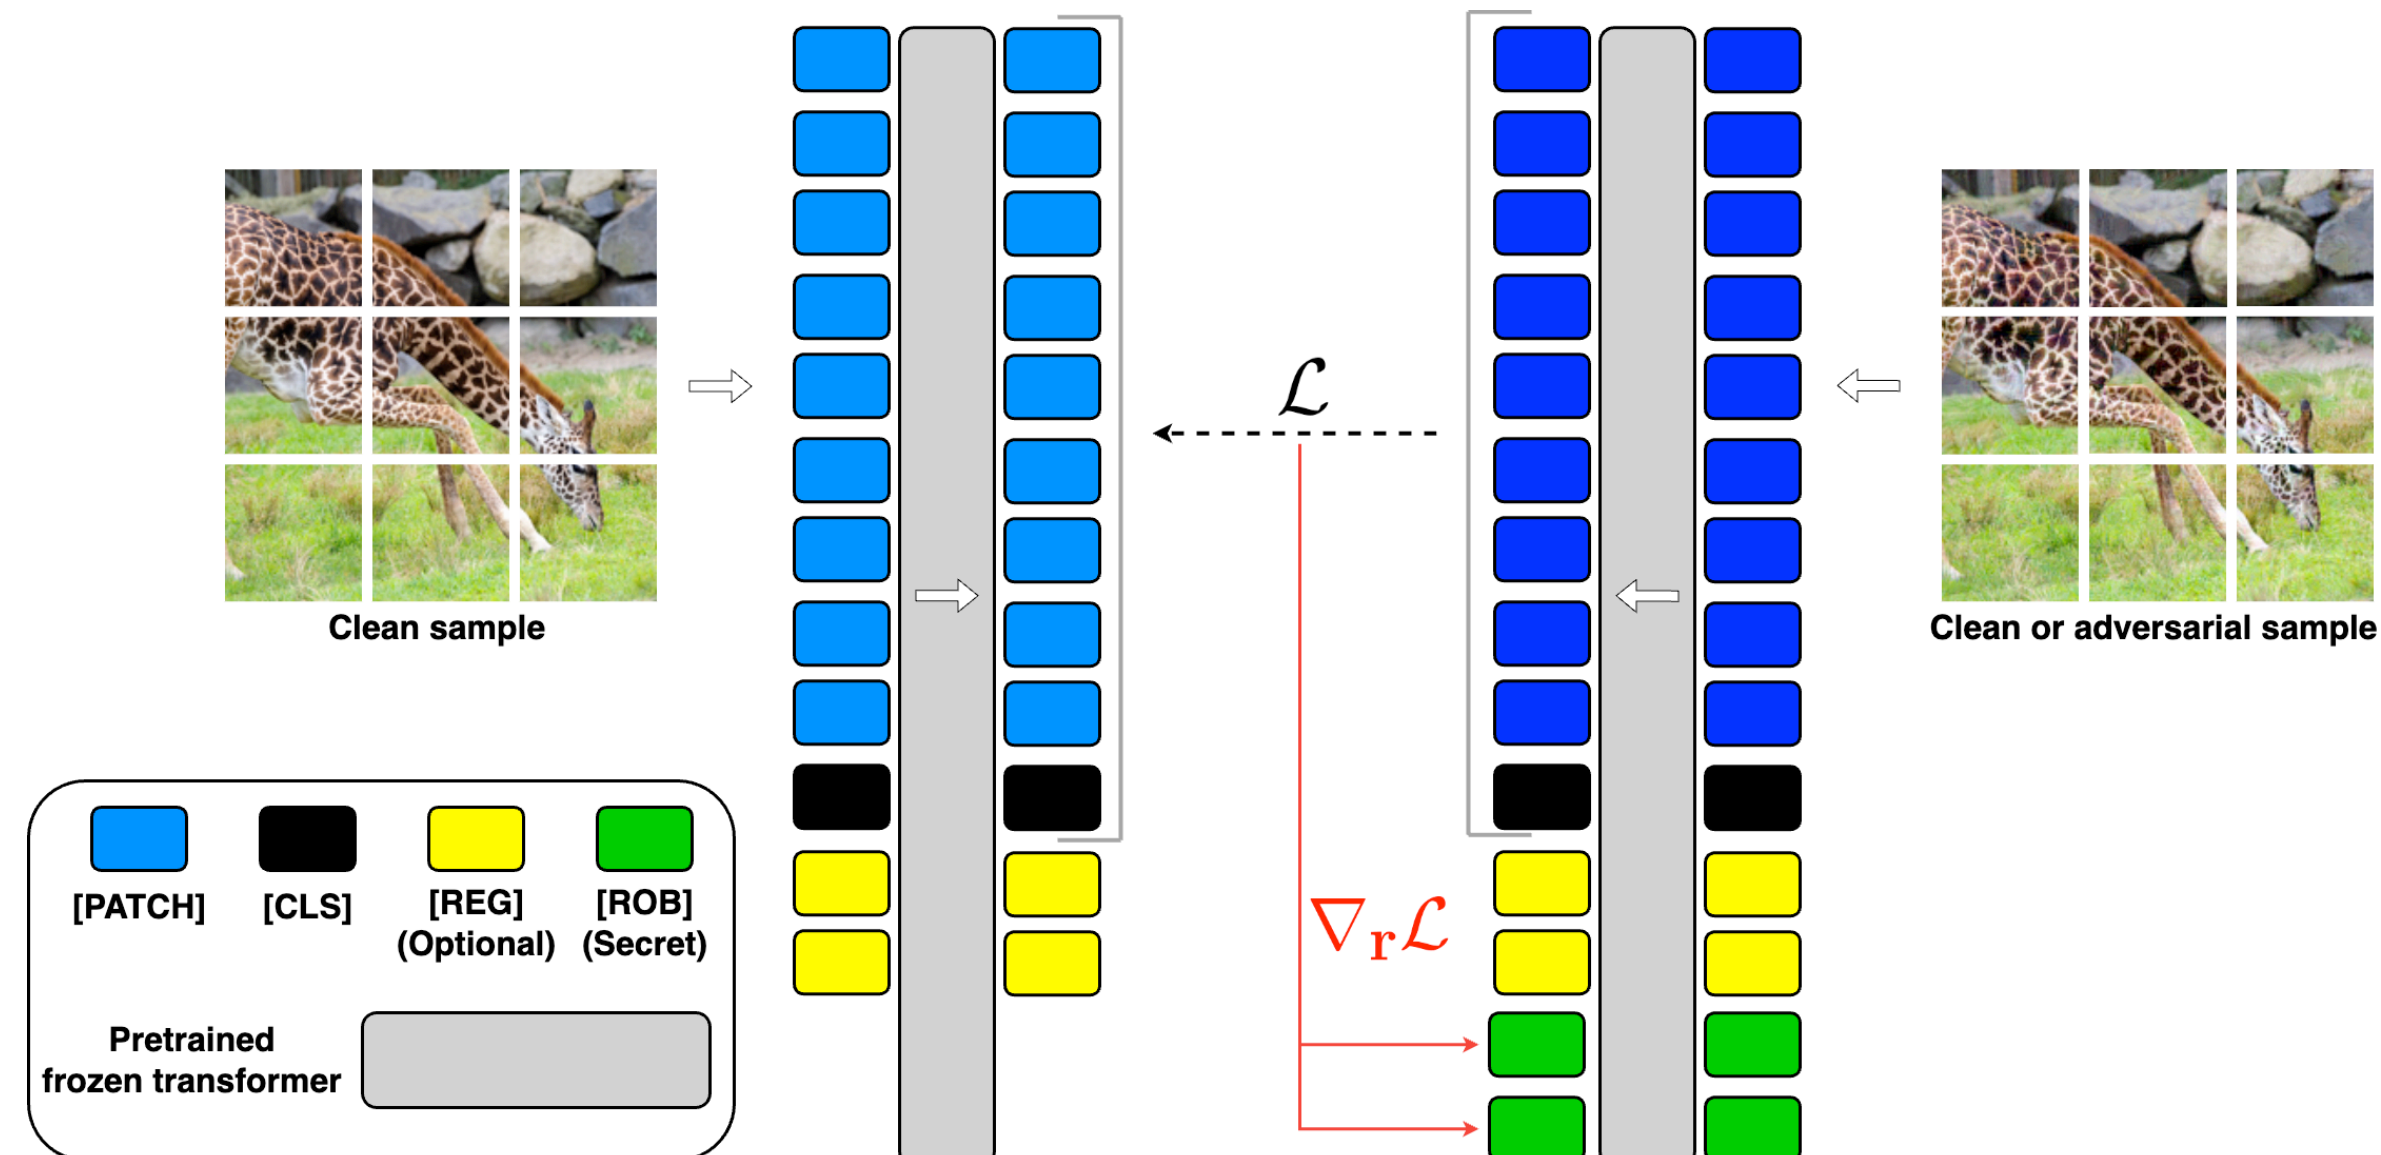 Clean sample
ℒ
Clean or adversarial sample
∇rℒ
[PATCH]
[CLS]
[REG]
(Optional)
[ROB]
(Secret)
Pretrained
frozen transformer